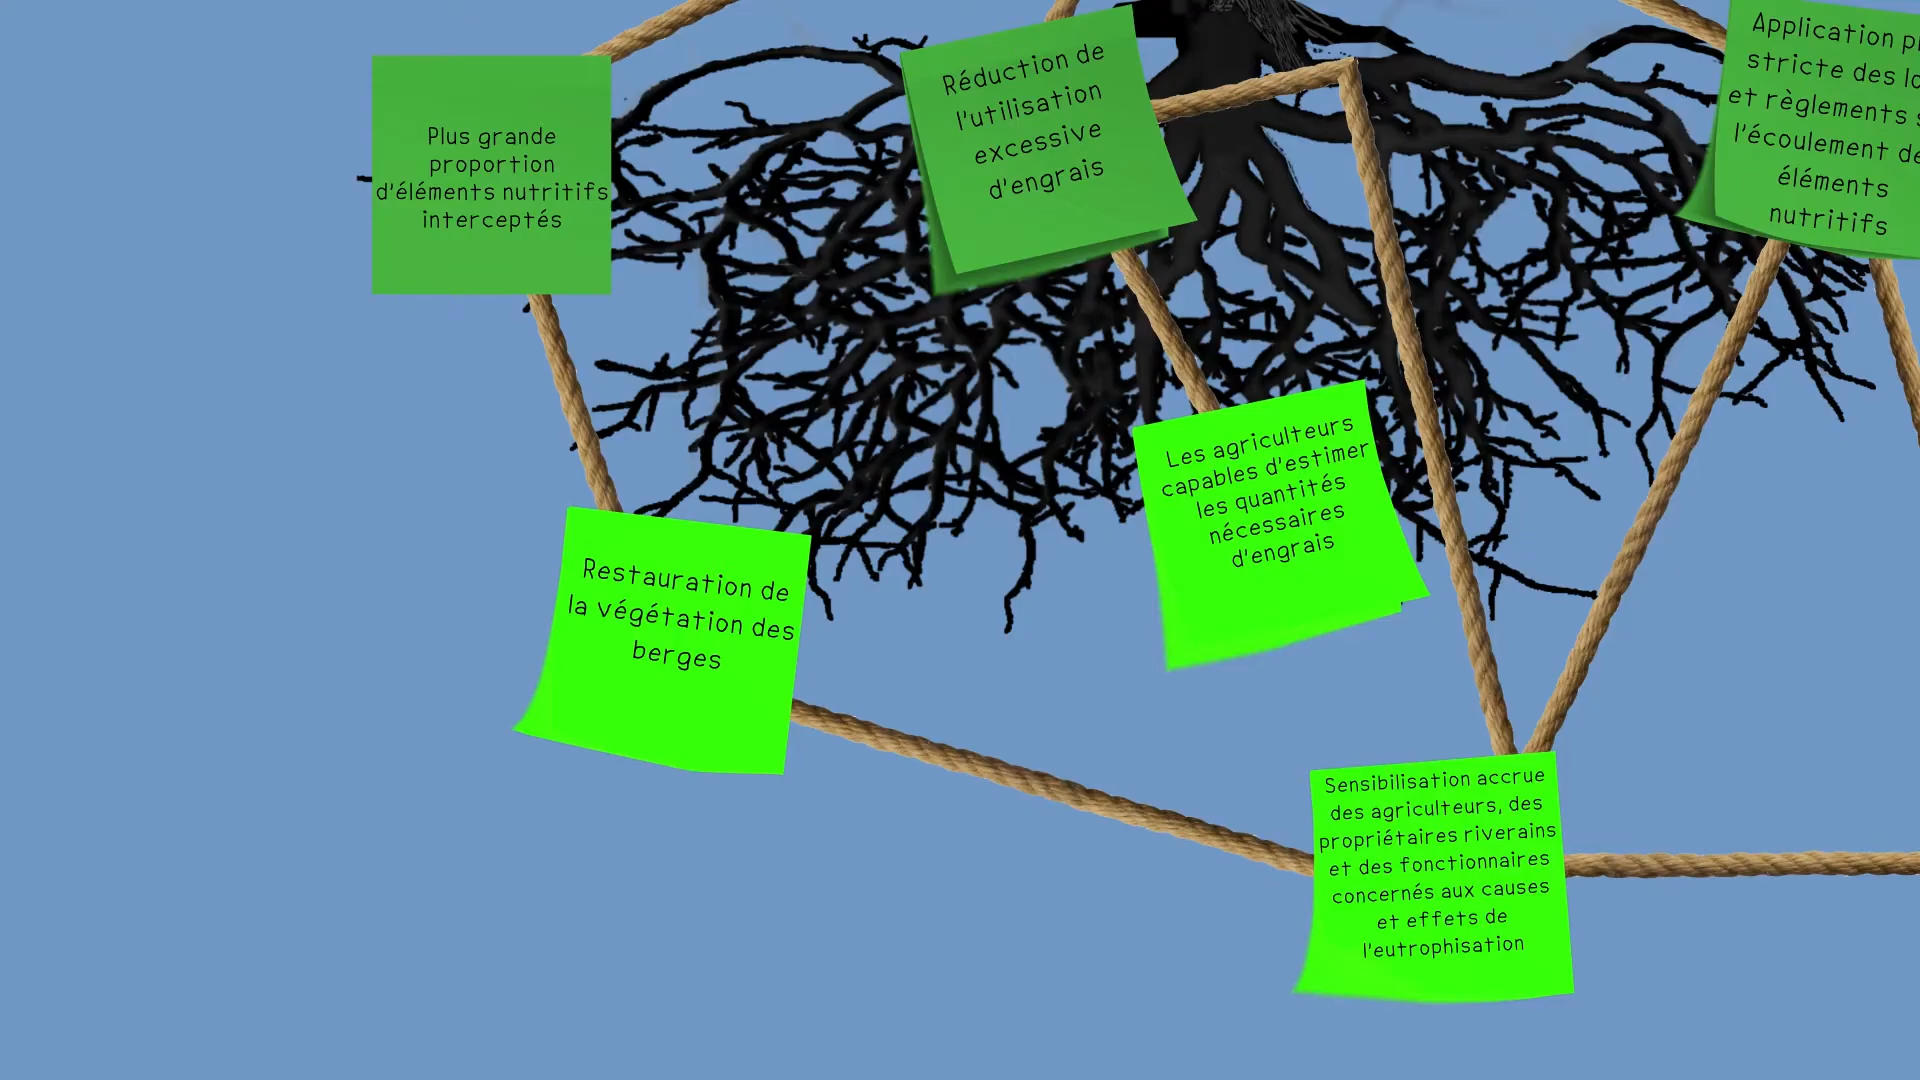 Plus grande
proportion
d'éléments nutritifs
interceptés
Réduction de
l'utilisation
excessive
d'engrais
Application
stricte des
et règlements
l'écoulement
éléments
nutritifs
Les agriculteurs
capables d'estimer
les quantités
nécessaires
d'engrais
Restauration de
la végétation des
berges
Sensibilisation accrue
des agriculteurs, des
propriétaires riverains
et des fonctionnaires
concernés aux causes
et effets de
l'eutrophisation